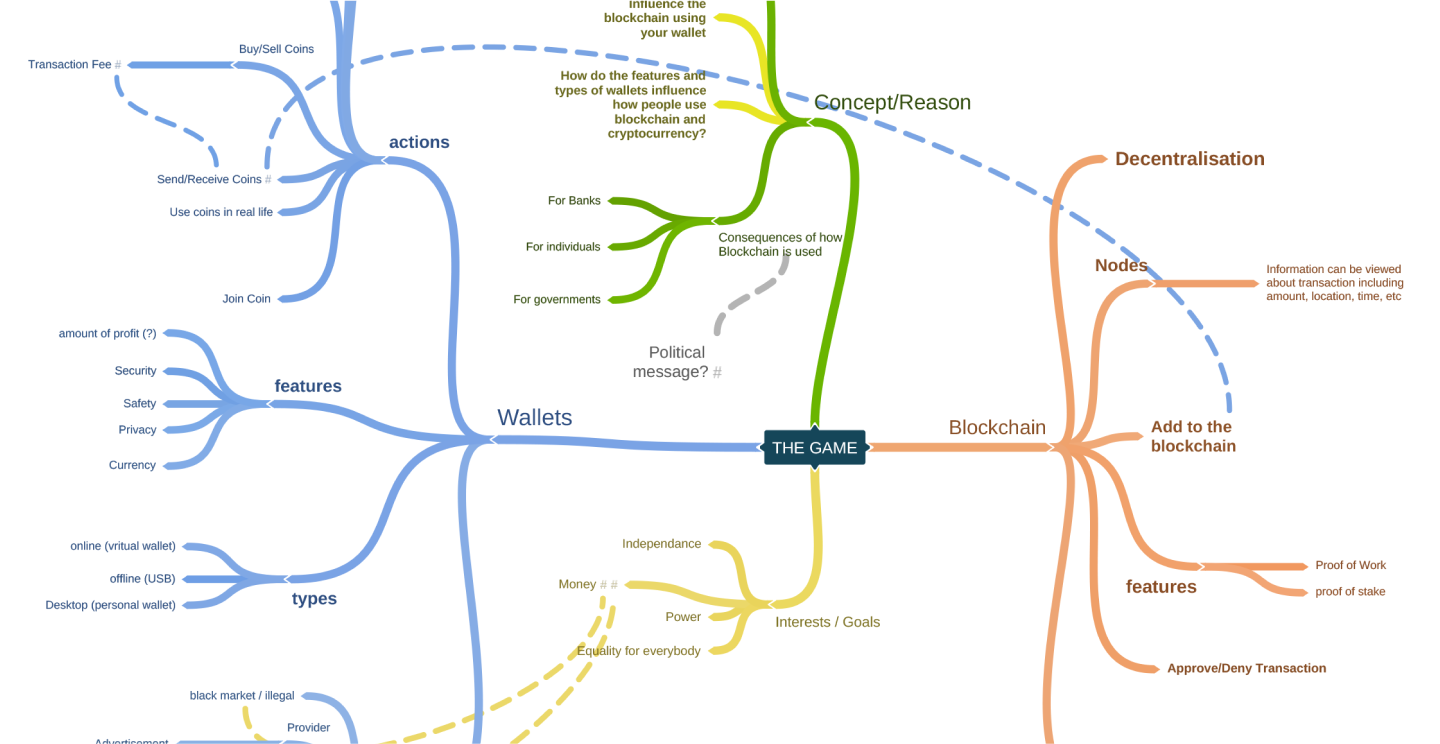 influence the
blockchain using
your wallet
Buy/Sell Coins
Transaction Fee #
How do the features and
types of wallets influence
how people use
blockchain and
cryptocurrency?
Concept/Reason
actions
Decentralisation
Send/Receive Coins #
Use coins in real life
For Banks
For individuals
Consequences of how
Blockchain is used
Nodes
Information can be viewed
about transaction including
amount, location, time, etc
Join Coin
For governments
amount of profit (?)
Political
message? #
Security
features
Safety
Privacy
Currency
Wallets
THE GAME
Blockchain
Add to the
blockchain
online (vritual wallet)
offline (USB)
Desktop (personal wallet)
types
Independance
Money # #
Power
Interests / Goals
Equality for everybody
features
Proof of Work
proof of stake
Approve/Deny Transaction
black market / illegal
Provider
Advertisement